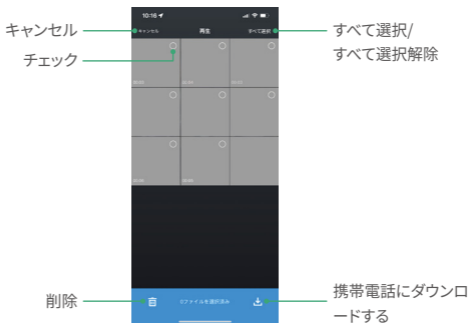 10:16
キャンセル
キャンセル
再生
すべて選択
すべて選択/
すべて選択解除
チェック
削除
0ファイルを選択済み
携帯電話にダウンロ
ードする